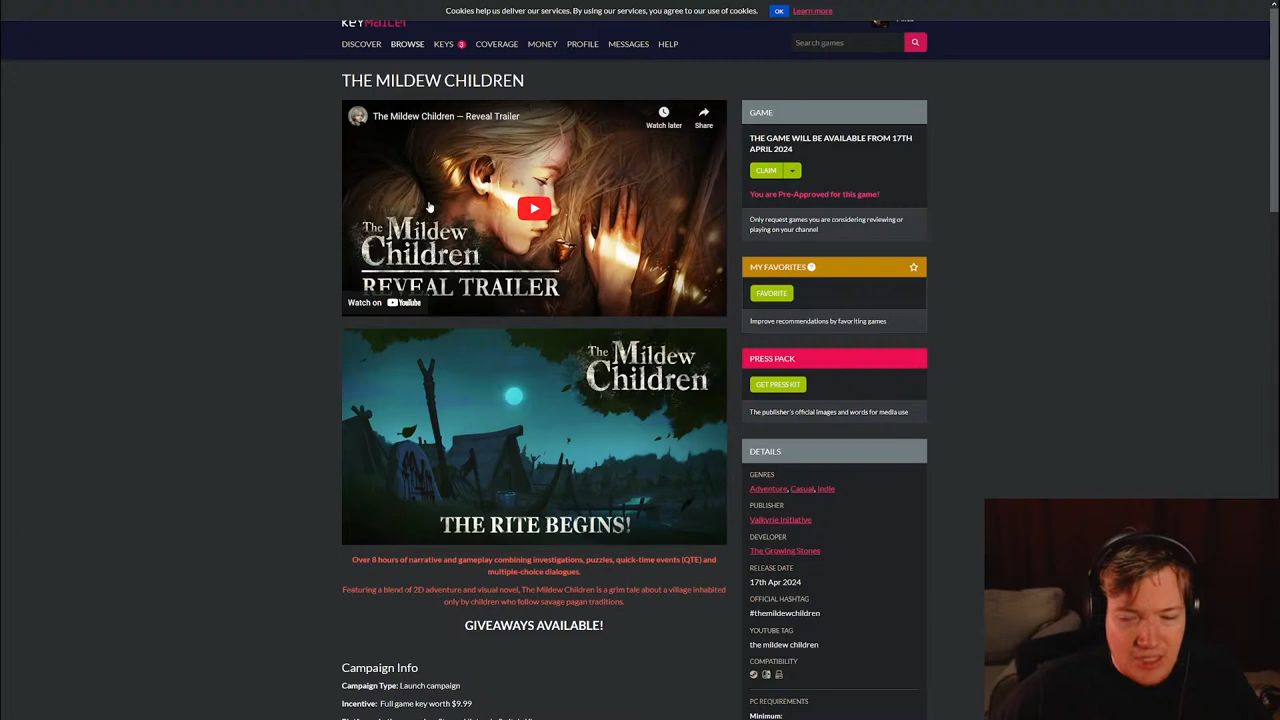 Cookies help us deliver our services. By using our services, you agree to our use of cookies. OK Learn more
KEYMAILER
DISCOVER BROWSE KEYS 3 COVERAGE MONEY PROFILE MESSAGES HELP Search games
THE MILDEW CHILDREN
The Mildew Children — Reveal Trailer
Watch later Share
The Mildew
Children
REVEAL TRAILER
Watch on YouTube
The Mildew
Children
THE RITE BEGINS!
Over 8 hours of narrative and gameplay combining investigations, puzzles, quick-time events (QTE) and
multiple-choice dialogues.
Featuring a blend of 2D adventure and visual novel, The Mildew Children is a grim tale about a village inhabited
only by children who follow savage pagan traditions.
GIVEAWAYS AVAILABLE!
Campaign Info
Campaign Type: Launch campaign
Incentive: Full game key worth $9.99
GAME
THE GAME WILL BE AVAILABLE FROM 17TH
APRIL 2024
CLAIM
You are Pre-Approved for this game!
Only request games you are considering reviewing or
playing on your channel
MY FAVORITES ?
FAVORITE
Improve recommendations by favoriting games
PRESS PACK
GET PRESS KIT
The publisher's official images and words for media use
DETAILS
GENRES
Adventure, Casual, Indie
PUBLISHER
Valkyrie Initiative
DEVELOPER
The Growing Stones
RELEASE DATE
17th Apr 2024
OFFICIAL HASHTAG
#themildewchildren
YOUTUBE TAG
the mildew children
COMPATIBILITY
PC REQUIREMENTS
Minimum: